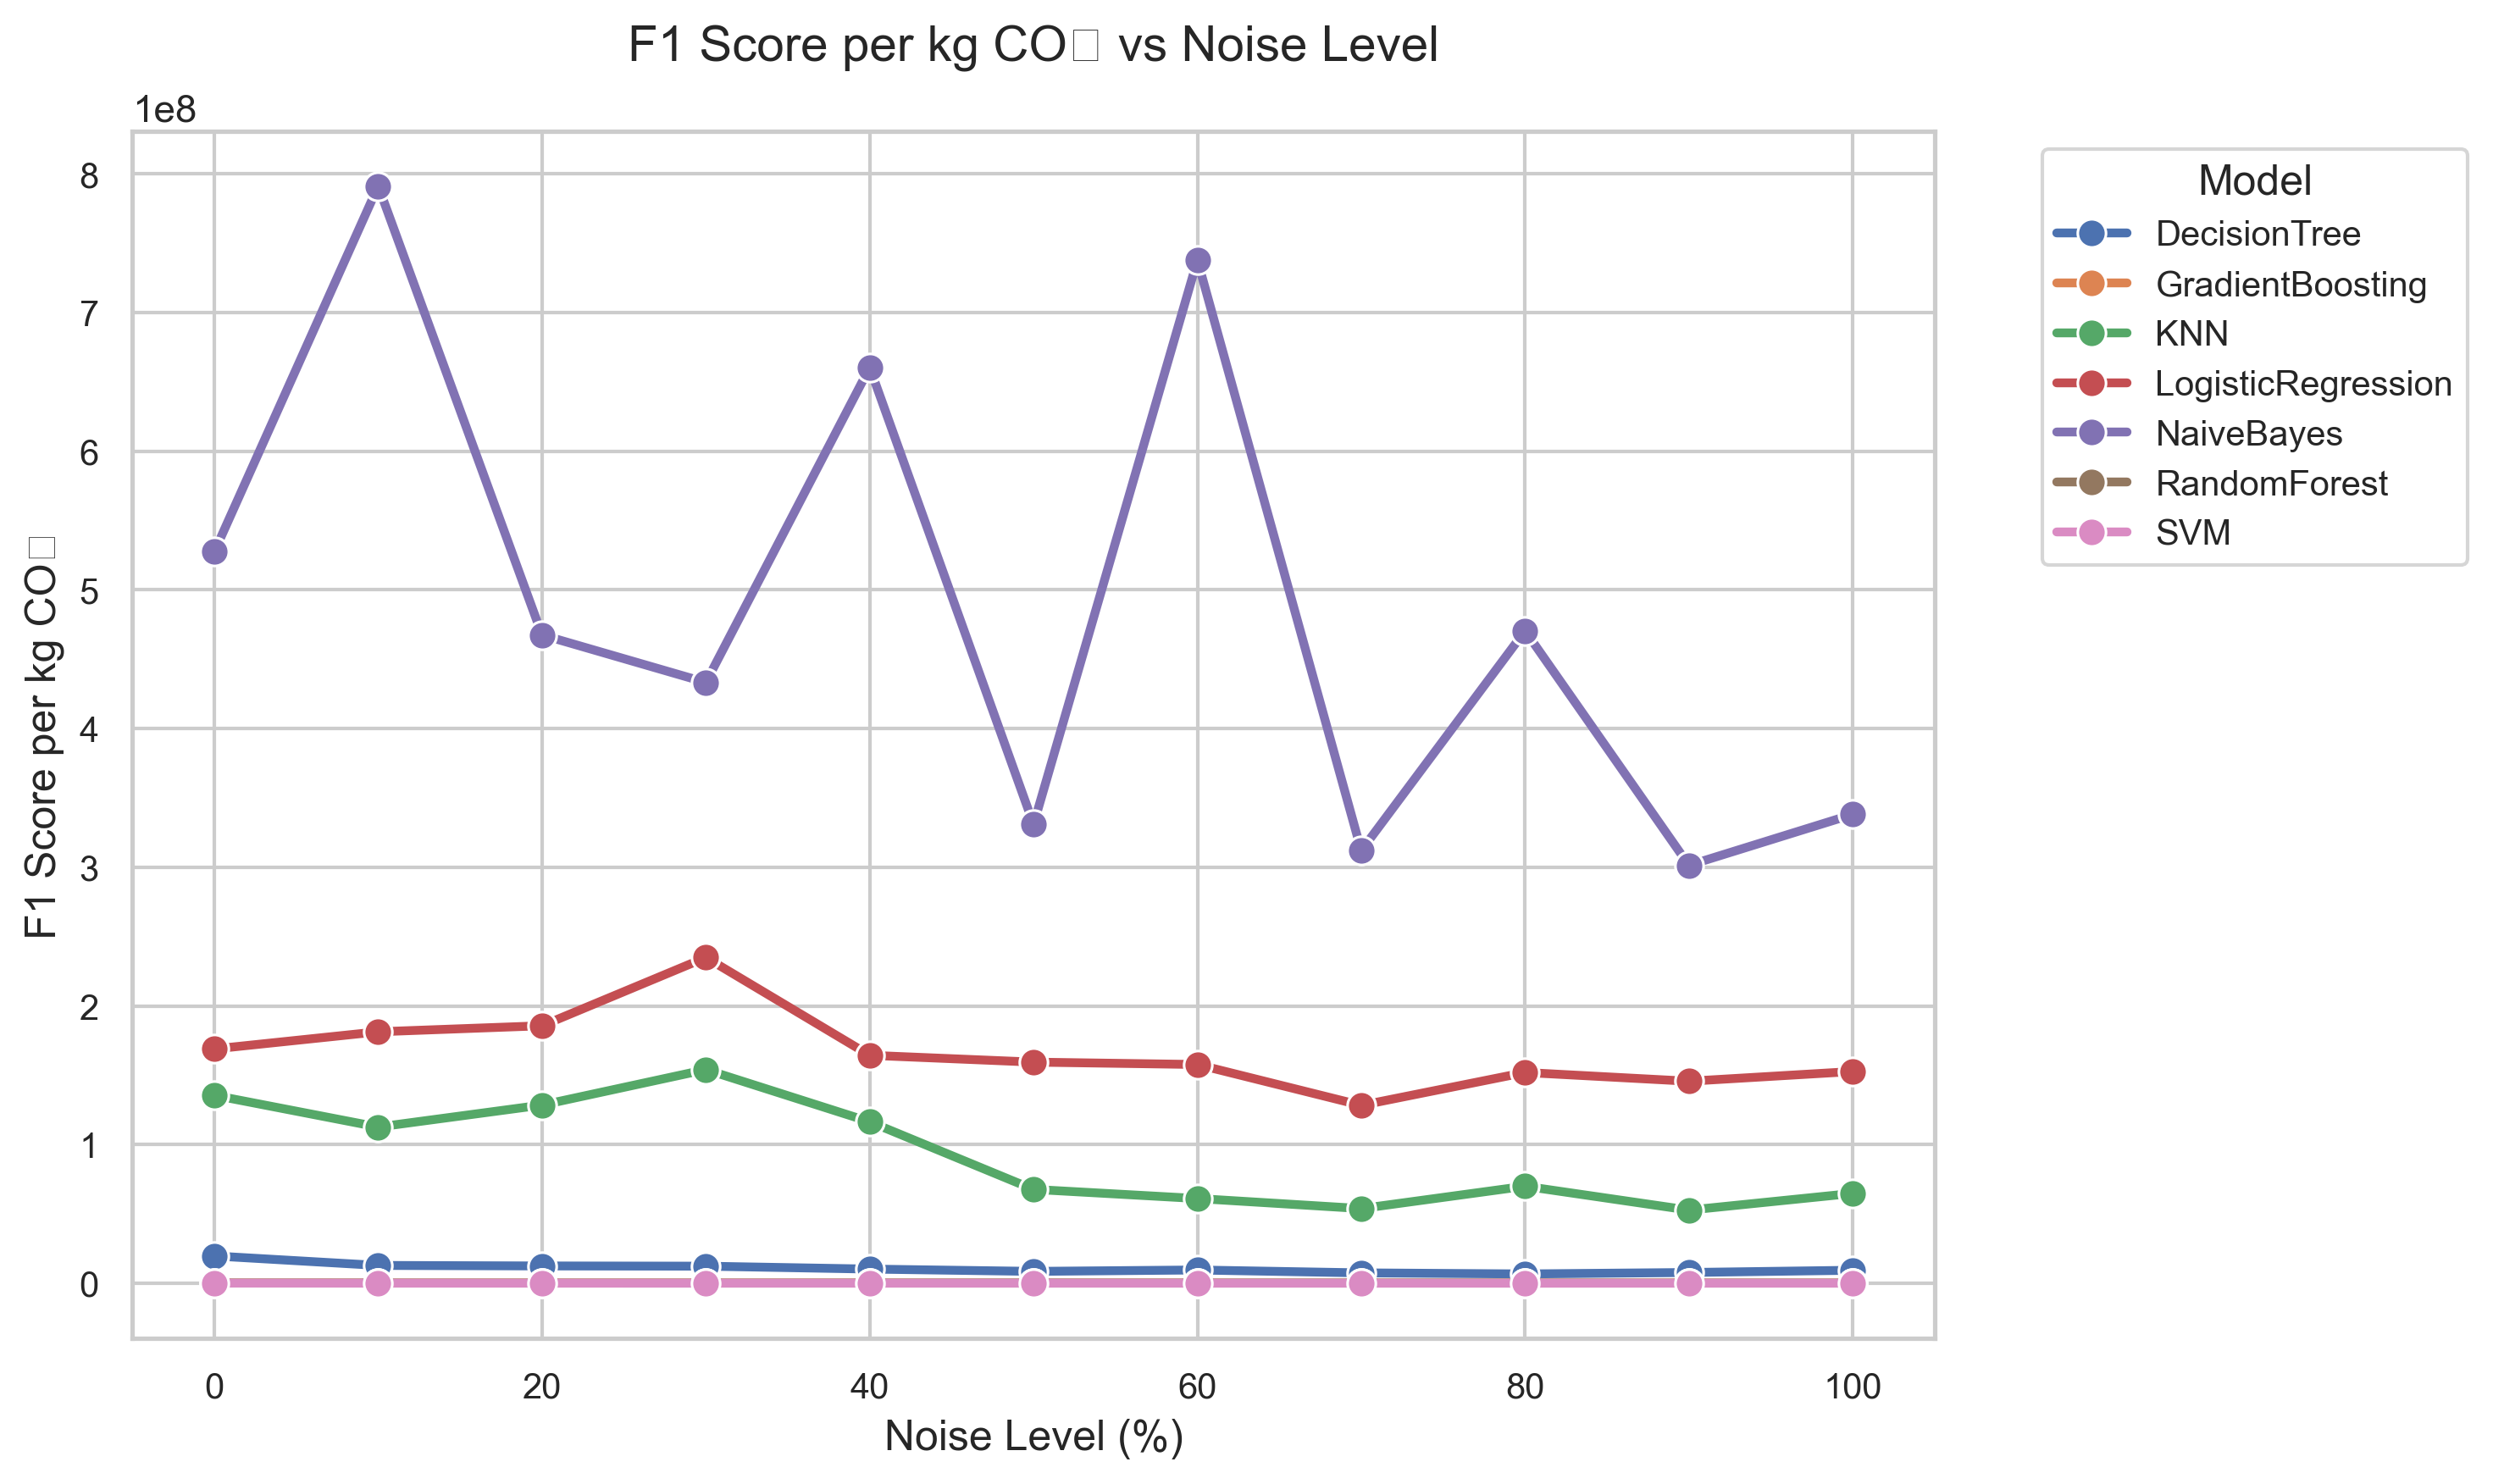 F1 Score per kg CO□ vs Noise Level
1e8
8
7
6
5
4
3
2
1
0
F1 Score per kg CO□
0 20 40 60 80 100
Noise Level (%)
Model
DecisionTree
GradientBoosting
KNN
LogisticRegression
NaiveBayes
RandomForest
SVM